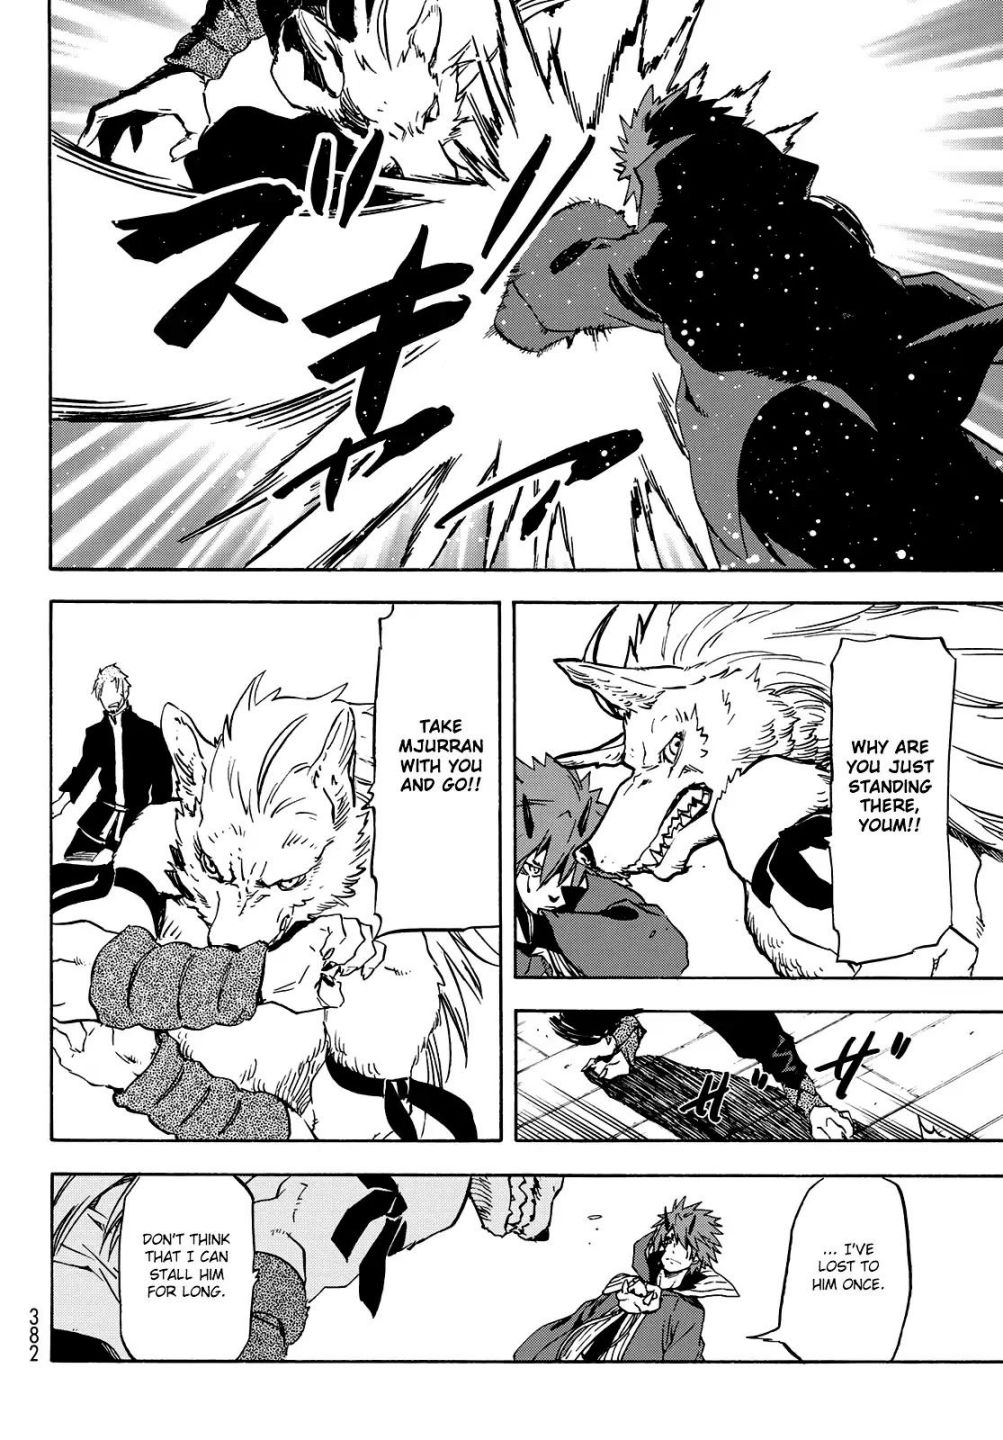 ズギャッ
WHY ARE
YOU JUST
STANDING
THERE,
YOUM!!
TAKE
MJURRAN
WITH YOU
AND GO!!
ザ"
ザ"
... I'VE
LOST TO
HIM ONCE.
DON'T THINK
THAT I CAN
STALL HIM
FOR LONG.
382